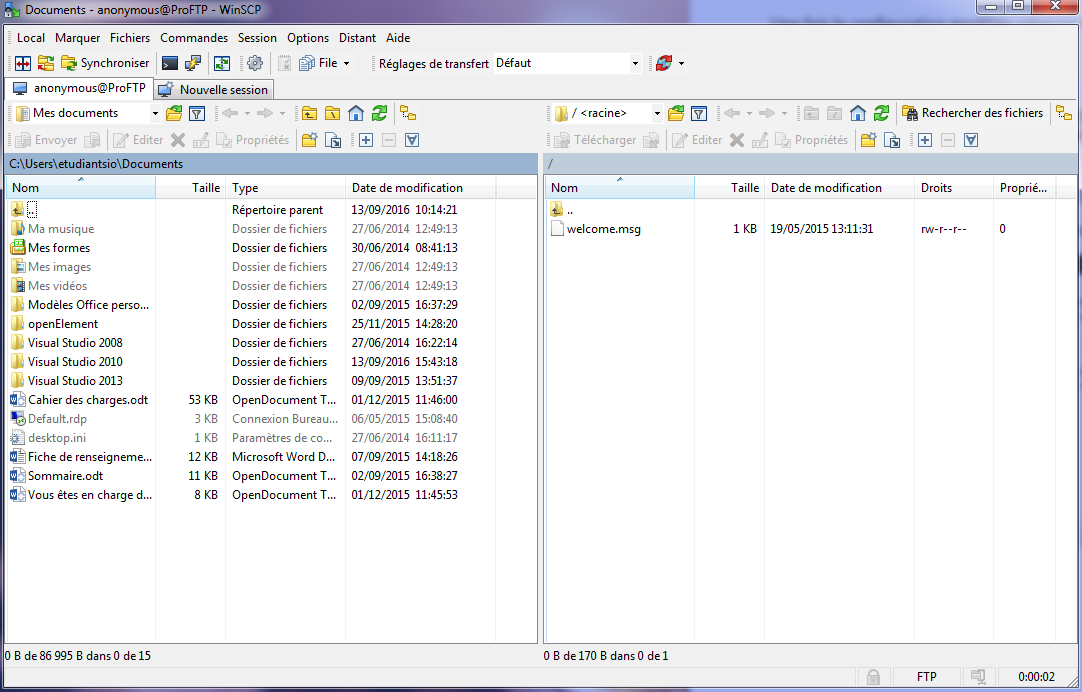 Documents - anonymous@ProFTP - WinSCP
Local Marquer Fichiers Commandes Session Options Distant Aide
Synchroniser File Réglages de transfert Défaut
anonymous@ProFTP Nouvelle session
Mes documents
Envoyer Editer Propriétés
C:\Users\etudiantsio\Documents
Nom Taille Type Date de modification
.. Répertoire parent 13/09/2016 10:14:21
Ma musique Dossier de fichiers 27/06/2014 12:49:13
Mes formes Dossier de fichiers 30/06/2014 08:41:13
Mes images Dossier de fichiers 27/06/2014 12:49:13
Mes vidéos Dossier de fichiers 27/06/2014 12:49:13
Modèles Office perso... Dossier de fichiers 02/09/2015 16:37:29
openElement Dossier de fichiers 25/11/2015 14:28:20
Visual Studio 2008 Dossier de fichiers 27/06/2014 16:22:14
Visual Studio 2010 Dossier de fichiers 13/09/2016 15:43:18
Visual Studio 2013 Dossier de fichiers 09/09/2015 13:51:37
Cahier des charges.odt 53 KB OpenDocument T... 01/12/2015 11:46:00
Default.rdp 3 KB Connexion Bureau... 06/05/2015 15:08:40
desktop.ini 1 KB Paramètres de co... 27/06/2014 16:11:17
Fiche de renseigneme... 12 KB Microsoft Word D... 07/09/2015 14:18:26
Sommaire.odt 11 KB OpenDocument T... 02/09/2015 16:38:27
Vous êtes en charge d... 8 KB OpenDocument T... 01/12/2015 11:45:53
0 B de 86 995 B dans 0 de 15
/ <racine> Rechercher des fichiers
Télécharger Editer Propriétés
/
Nom Taille Date de modification Droits Proprié...
..
welcome.msg 1 KB 19/05/2015 13:11:31 rw-r--r-- 0
0 B de 170 B dans 0 de 1
FTP 0:00:02